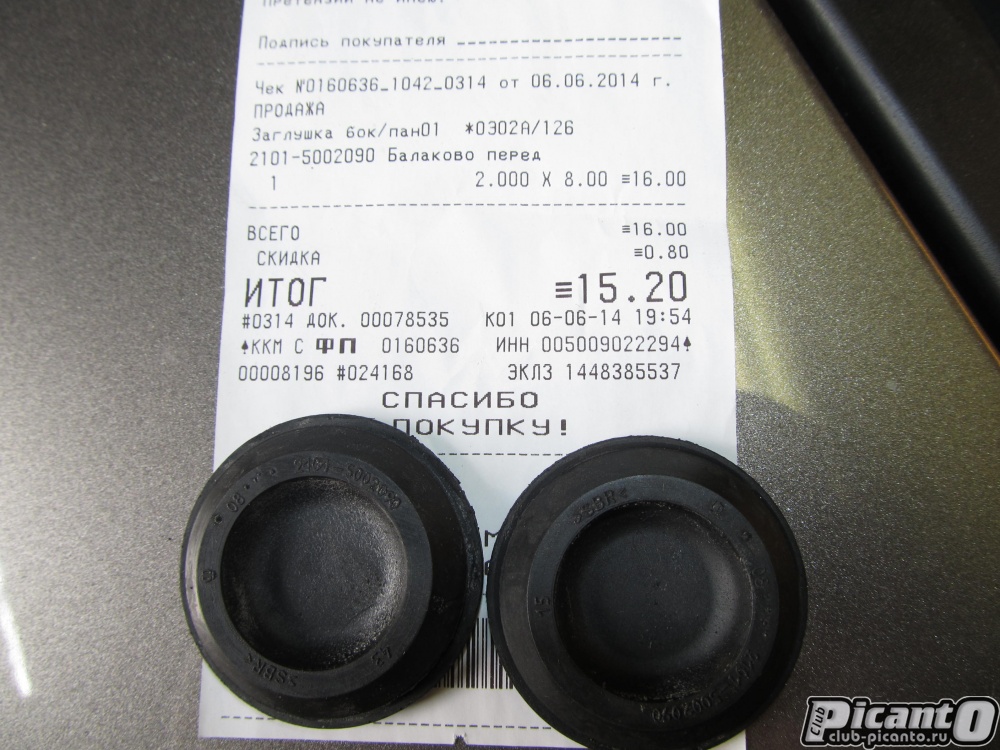 Подпись покупателя
Чек №0160636_1042_0314 от 06.06.2014 г.
ПРОДАЖА
Заглушка бок/пан01 *0302А/126
2101-5002090 Балаково перед
1 2.000 X 8.00 ≡16.00
ВСЕГО ≡16.00
СКИДКА ≡0.80
ИТОГ ≡15.20
#0314 ДОК. 00078535 К01 06-06-14 19:54
♠ККМ С ФП 0160636 ИНН 005009022294♠
00008196 #024168 ЭКЛЗ 1448385537
СПАСИБО
ПОКУПКУ!
>SBR<
>SBR<
15
club Picanto
club-picanto.ru